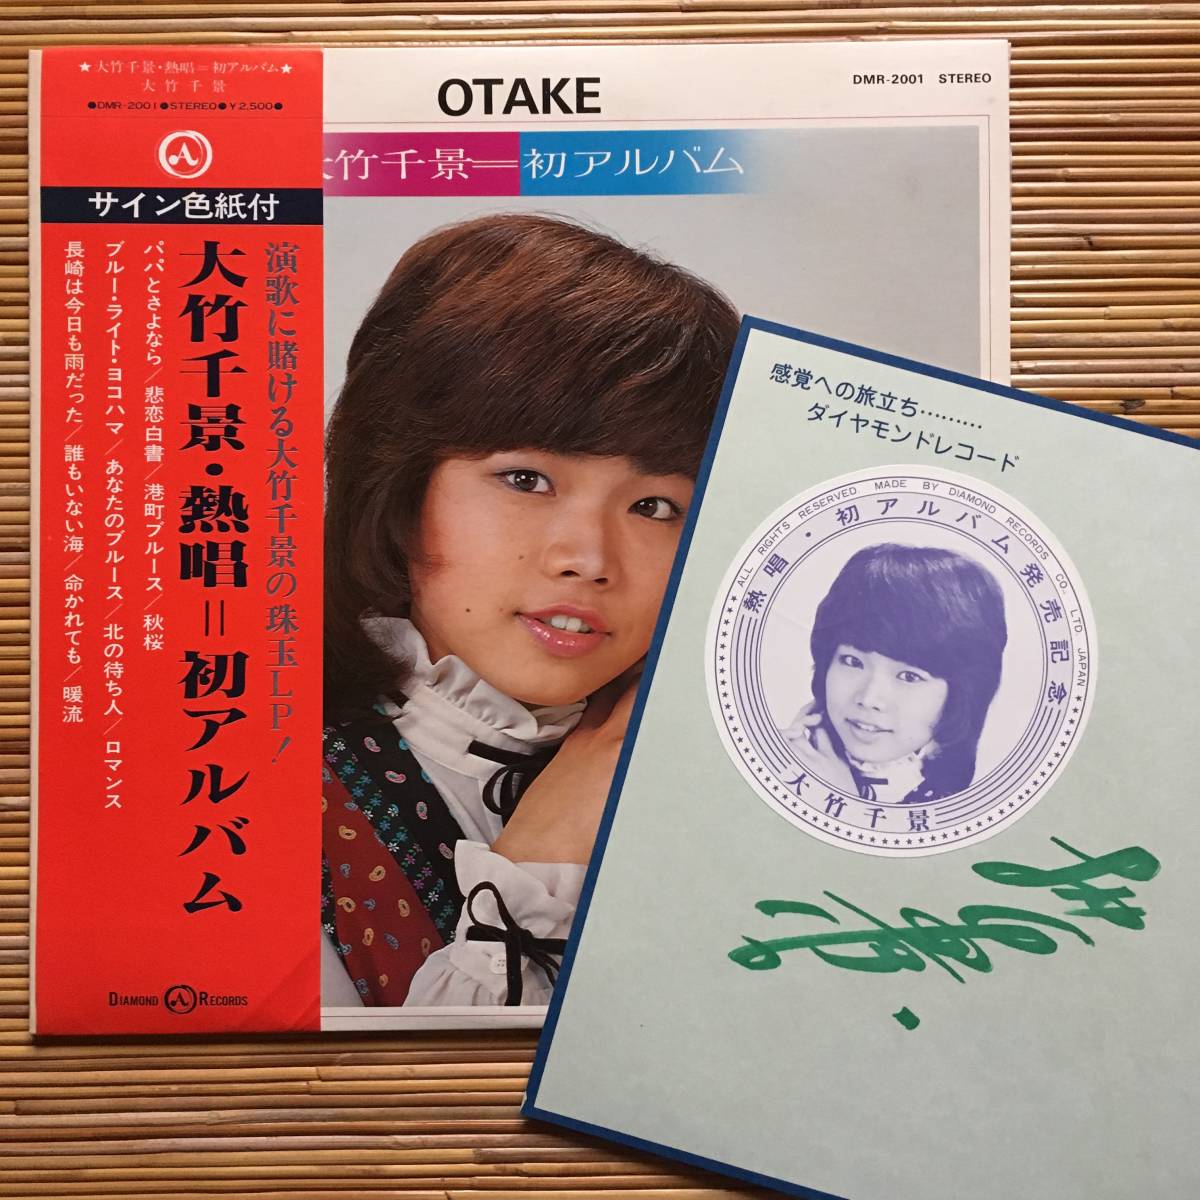 ★大竹千景・熱唱=初アルバム★
大竹千景
●DMR-2001●STEREO●¥2,500●
サイン色紙付
演歌に賭ける大竹千景の珠玉LP!
大竹千景・熱唱=初アルバム
パパとさよなら/悲恋白書/港町ブルース/秋桜
ブルー・ライト・ヨコハマ/あなたのブルース/北の待ち人/ロマンス
長崎は今日も雨だった/誰もいない海/命かれても/暖流
DIAMOND RECORDS
OTAKE
DMR-2001 STEREO
大竹千景=初アルバム
感覚への旅立ち………
ダイヤモンドレコード
ALL RIGHTS RESERVED. MADE BY DIAMOND RECORDS CO., LTD. JAPAN
熱唱・初アルバム発売記念
大竹千景